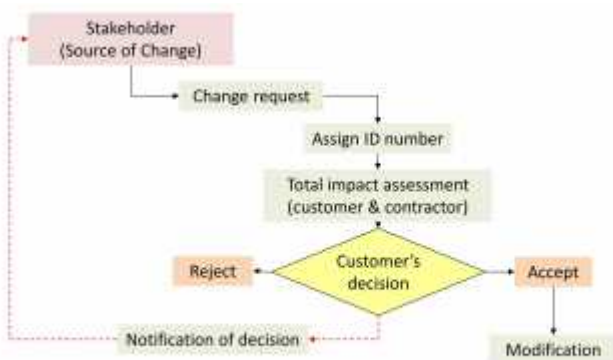 Stakeholder
(Source of Change)
Change request
Assign ID number
Total impact assessment
(customer & contractor)
Customer's
decision
Reject
Accept
Notification of decision
Modification